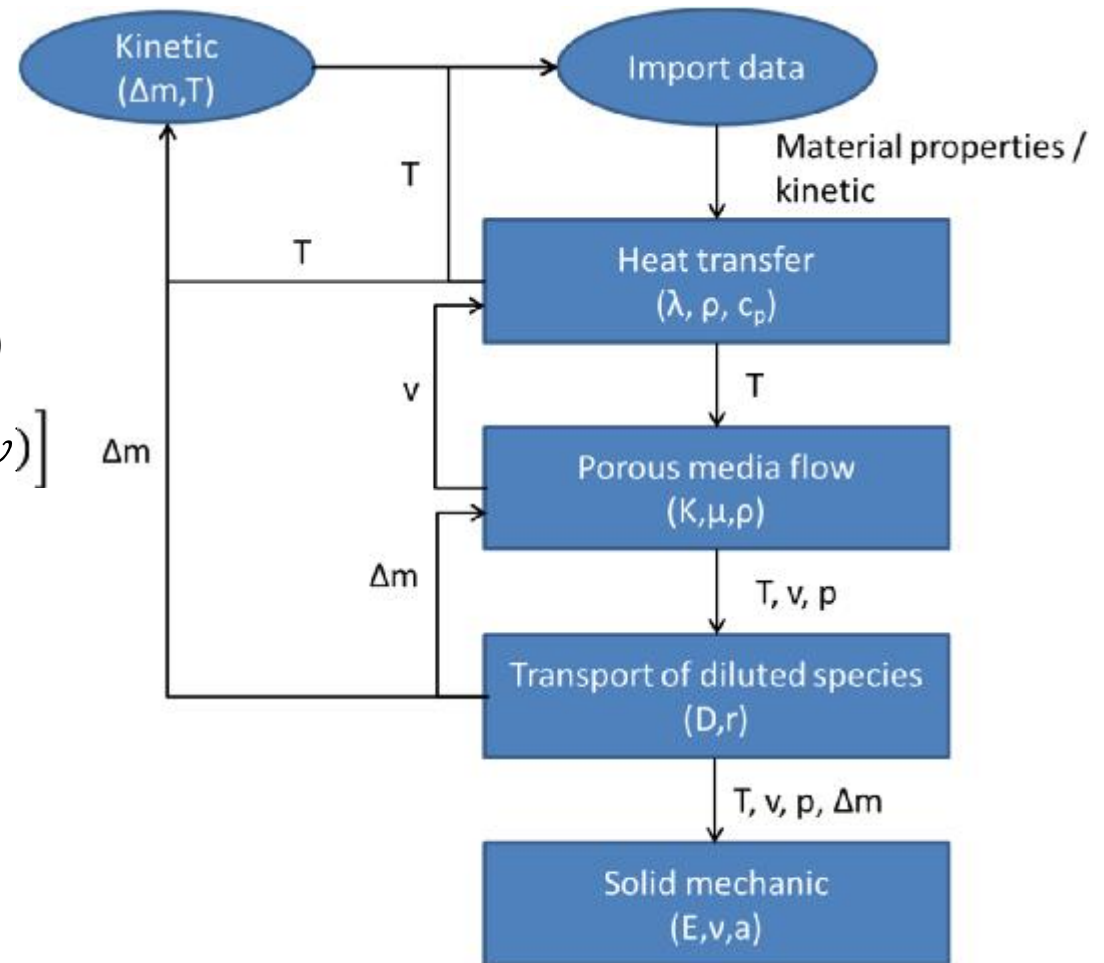 Kinetic
(Δm,T)
Import data
Material properties /
kinetic
T
T
Heat transfer
(λ, ρ, cp)
)
v
T
𝜐)]
Δm
Porous media flow
(K,μ,ρ)
Δm
T, v, p
Transport of diluted species
(D,r)
T, v, p, Δm
Solid mechanic
(E,ν,a)